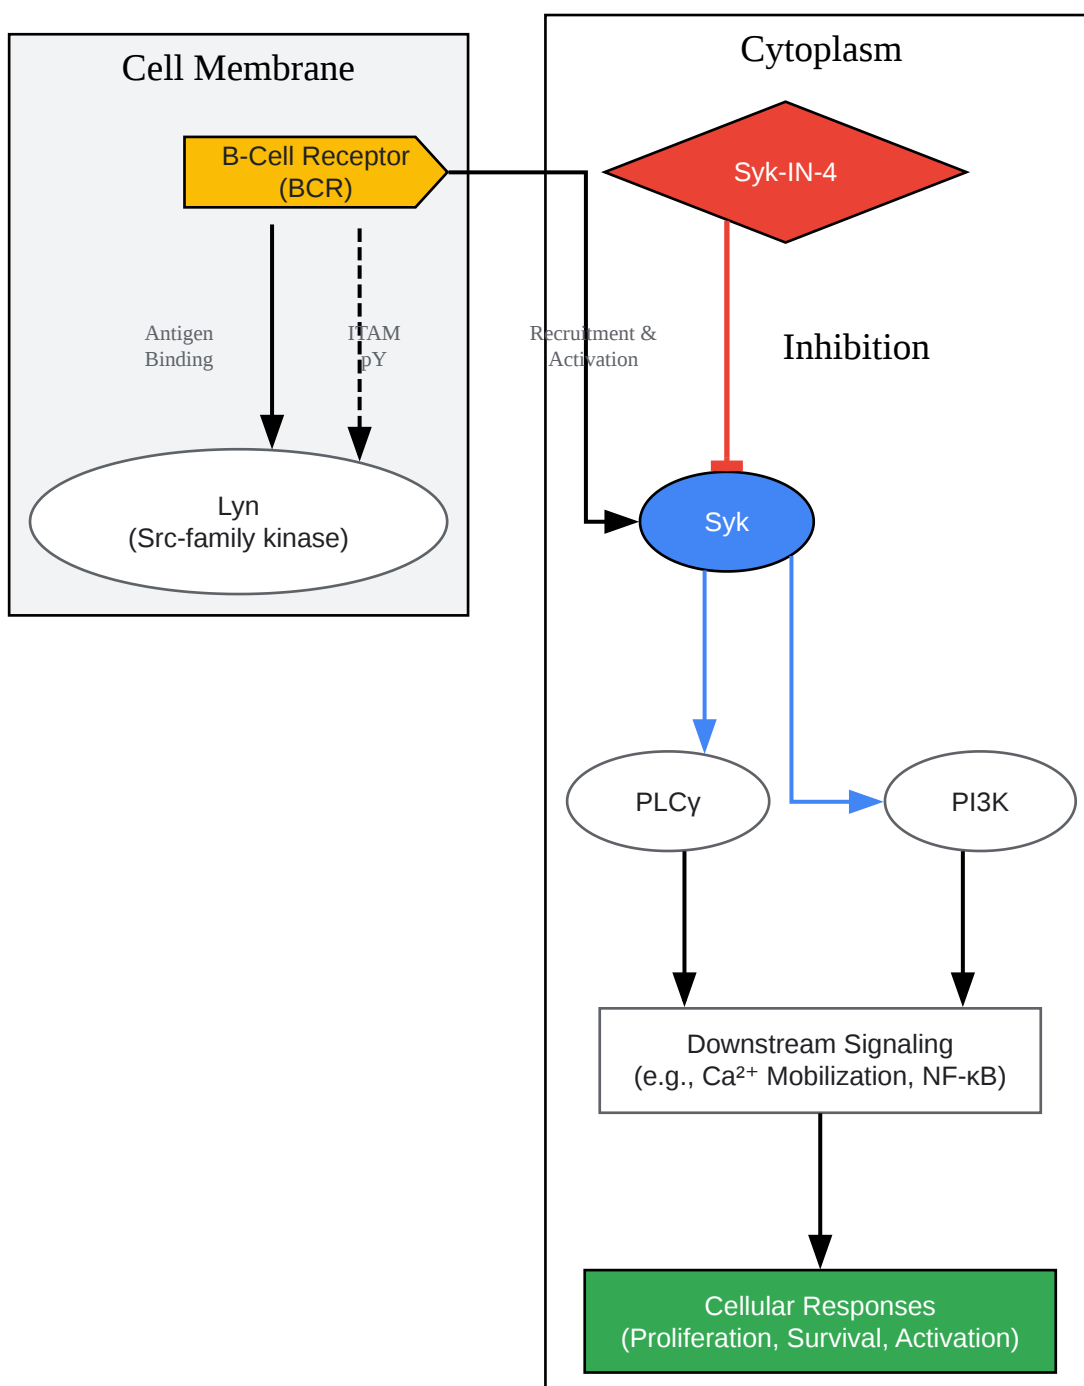 Cell Membrane
B-Cell Receptor
(BCR)
Antigen
Binding
ITAM
pY
Lyn
(Src-family kinase)
Cytoplasm
Syk-IN-4
Recruitment &
Activation
Inhibition
Syk
PLCγ
PI3K
Downstream Signaling
(e.g., Ca²⁺ Mobilization, NF-κB)
Cellular Responses
(Proliferation, Survival, Activation)